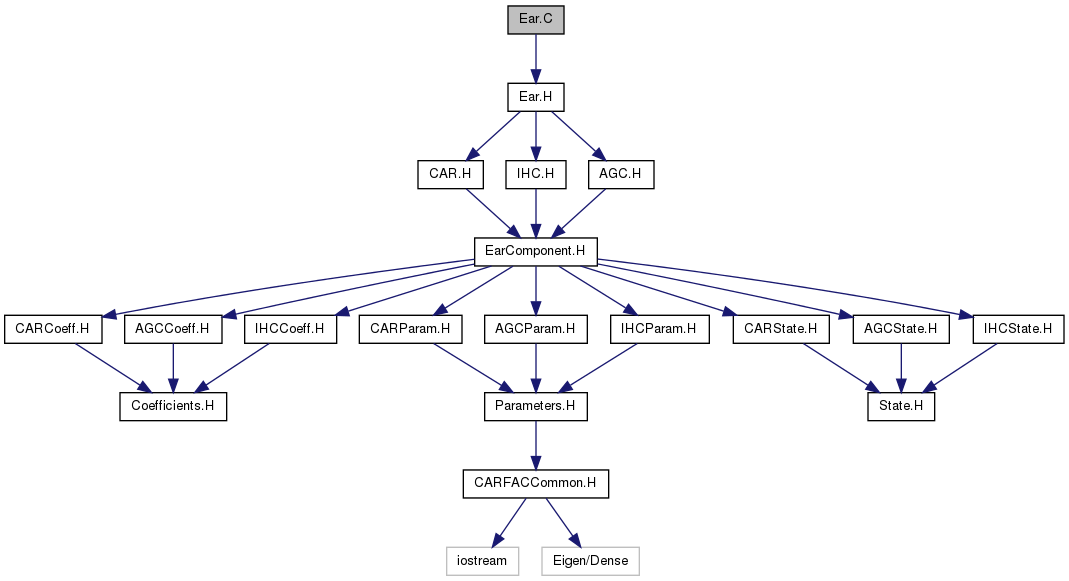 Ear.C
Ear.H
CAR.H
IHC.H
AGC.H
EarComponent.H
CARCoeff.H
AGCCoeff.H
IHCCoeff.H
CARParam.H
AGCParam.H
IHCParam.H
CARState.H
AGCState.H
IHCState.H
Coefficients.H
Parameters.H
State.H
CARFACCommon.H
iostream
Eigen/Dense